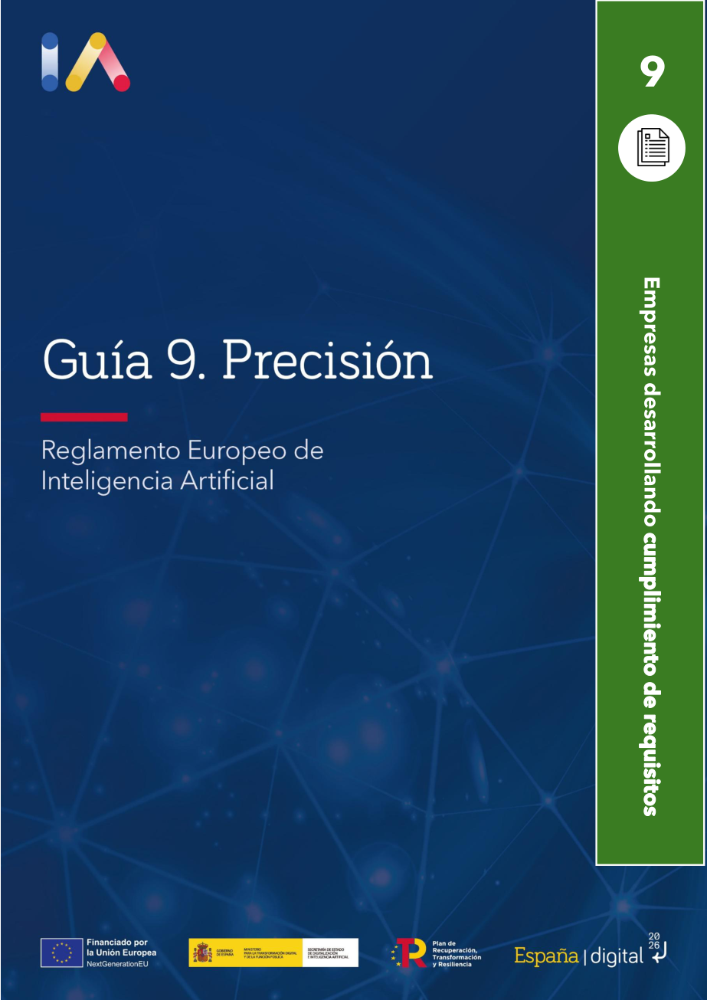 IA
9
Empresas desarrollando cumplimiento de requisitos
Guía 9. Precisión
Reglamento Europeo de
Inteligencia Artificial
Financiado por
la Unión Europea
NextGenerationEU
GOBIERNO
DE ESPAÑA
MINISTERIO
PARA LA TRANSFORMACIÓN DIGITAL
Y DE LA FUNCIÓN PÚBLICA
SECRETARÍA DE ESTADO
DE DIGITALIZACIÓN
E INTELIGENCIA ARTIFICIAL
R
Plan de
Recuperación,
Transformación
y Resiliencia
España | digital
20
26